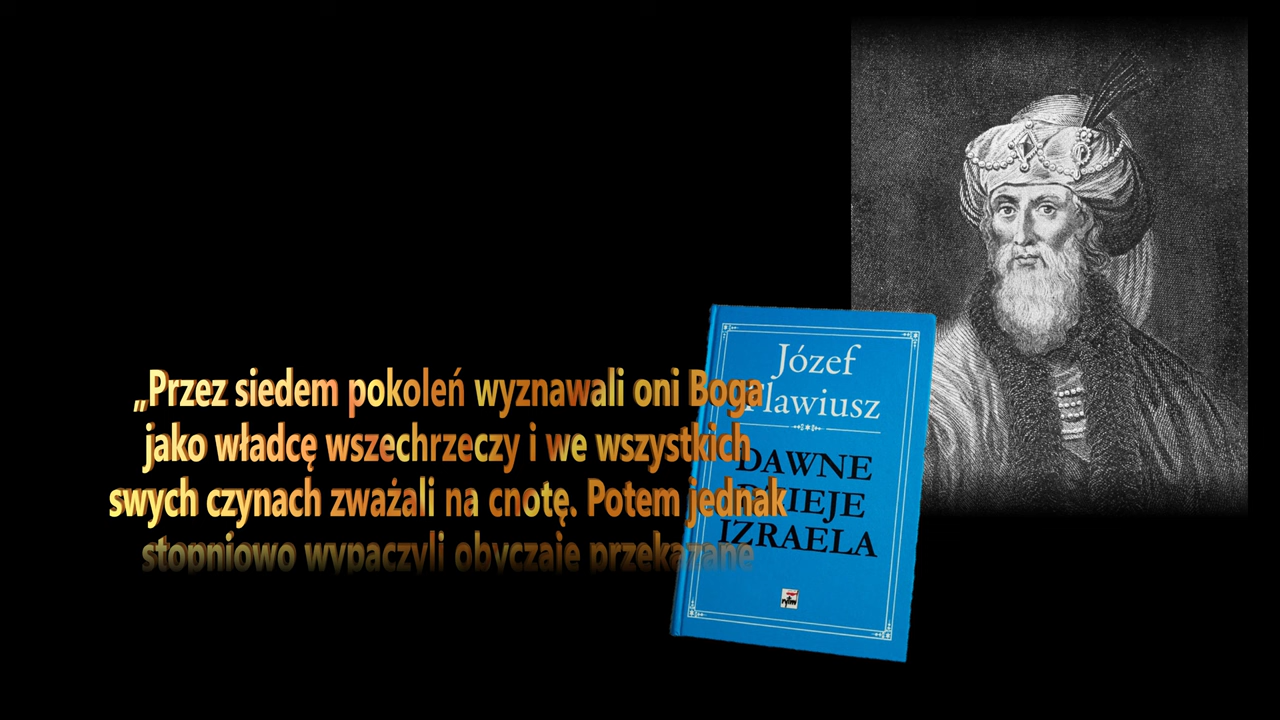 „Przez siedem pokoleń wyznawali oni Boga
jako władcę wszechrzeczy i we wszystkich
swych czynach zważali na cnotę. Potem jednak
stopniowo wypaczyli obyczaje przekazane
Józef
Flawiusz
DAWNE
DZIEJE
IZRAELA
rytm